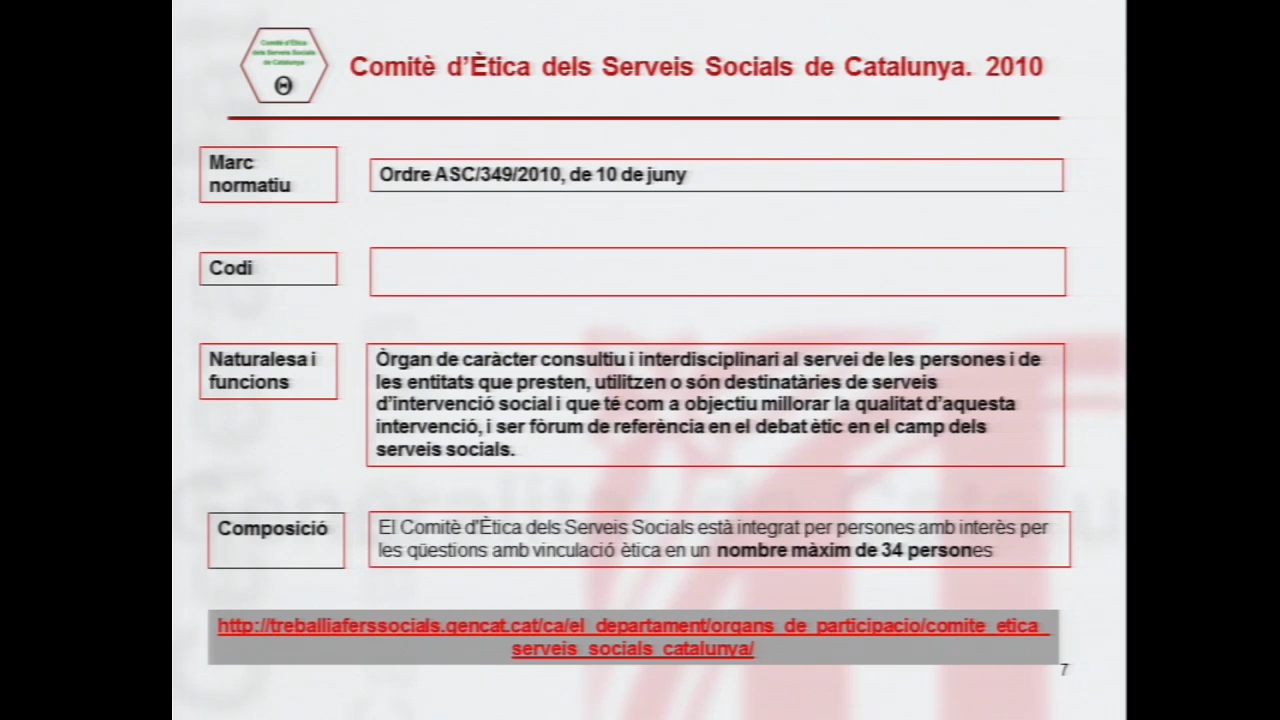 Comitè d'Ètica
dels Serveis Socials
de Catalunya
Comitè d'Ètica dels Serveis Socials de Catalunya. 2010
Marc
normatiu
Ordre ASC/349/2010, de 10 de juny
Codi
Naturalesa i
funcions
Òrgan de caràcter consultiu i interdisciplinari al servei de les persones i de
les entitats que presten, utilitzen o són destinatàries de serveis
d'intervenció social i que té com a objectiu millorar la qualitat d'aquesta
intervenció, i ser fòrum de referència en el debat ètic en el camp dels
serveis socials.
Composició
El Comitè d'Ètica dels Serveis Socials està integrat per persones amb interès per
les qüestions amb vinculació ètica en un nombre màxim de 34 persones
http://treballiaferssocials.gencat.cat/ca/el_departament/organs_de_participacio/comite_etica_
serveis_socials_catalunya/
7